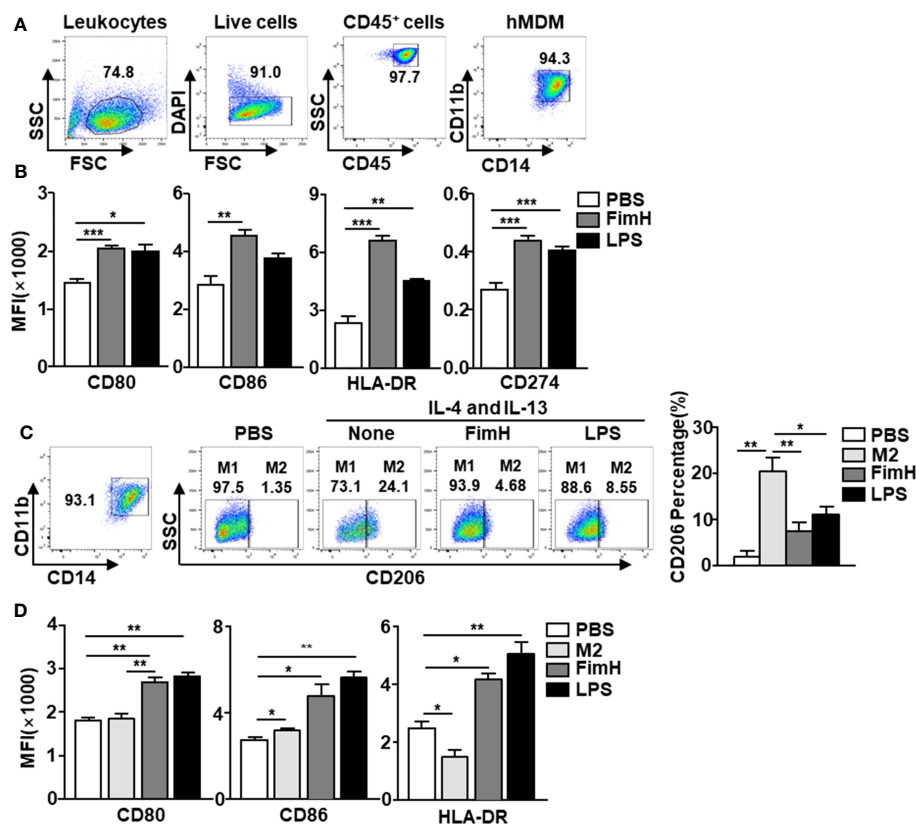 A
Leukocytes
Live cells
CD45+ cells
hMDM
74.8
91.0
97.7
94.3
SSC
DAPI
SSC
CD11b
FSC
FSC
CD45
CD14
B
MFI(×1000)
3
2
1
0
***
*
CD80
6
4
2
0
**
CD86
9
6
3
0
***
**
HLA-DR
0.6
0.4
0.2
0.0
***
***
CD274
PBS
FimH
LPS
C
93.1
CD11b
CD14
IL-4 and IL-13
PBS
None
FimH
LPS
M1 M2
97.5 1.35
M1 M2
73.1 24.1
M1 M2
93.9 4.68
M1 M2
88.6 8.55
SSC
CD206
CD206 Percentage(%)
30
20
10
0
**
**
*
PBS
M2
FimH
LPS
D
MFI(×1000)
4
3
2
1
0
**
**
**
CD80
8
4
0
**
*
*
CD86
6
4
2
0
**
*
*
HLA-DR
PBS
M2
FimH
LPS